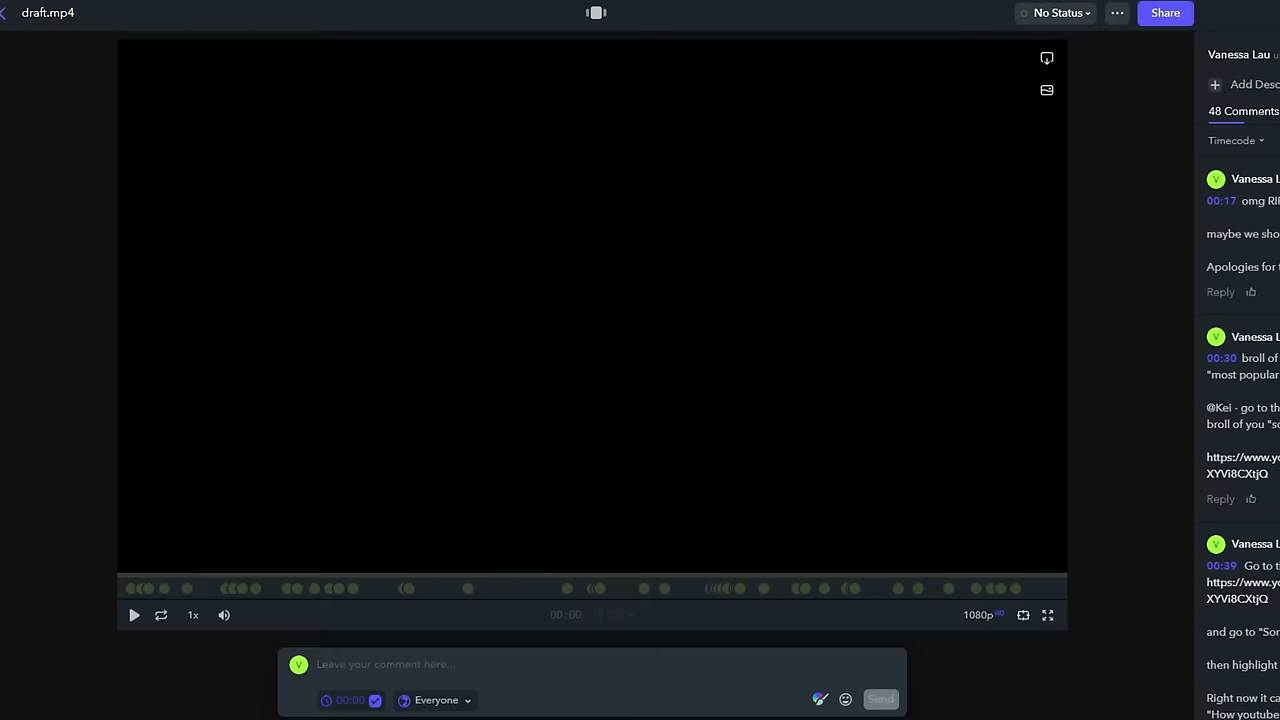 draft.mp4
No Status
Share
Vanessa Lau
Add Desc
48 Comments
Timecode
V
Vanessa L
00:17 omg RIP
maybe we sho
Apologies for t
Reply
V
Vanessa L
00:30 broll of
"most popular
@Kei - go to th
broll of you "so
https://www.yo
XYVi8CXtjQ
Reply
V
Vanessa L
00:39 Go to t
https://www.yo
and go to "Sor
then highlight
Right now it ca
"How youtube
1x
00:00
1080p HD
V
Leave your comment here...
00:00
Everyone
Send